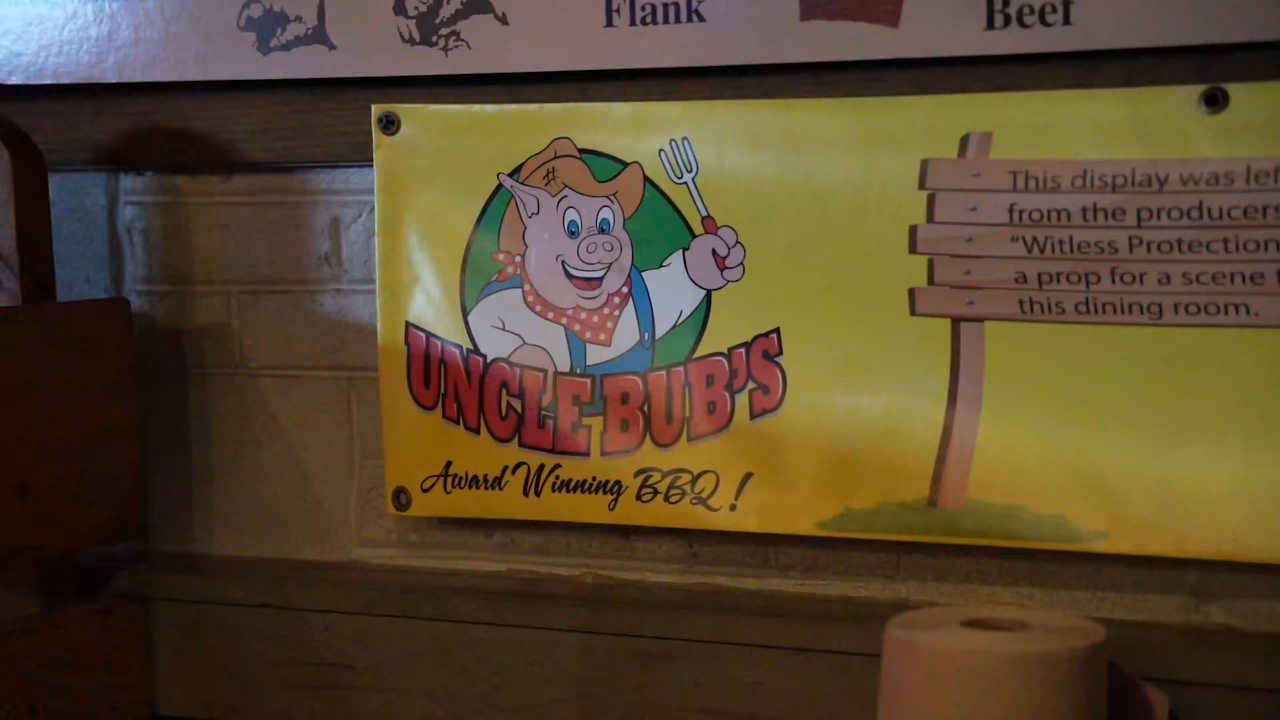 Flank
Beef
UNCLE BUB'S
Award Winning BBQ!
This display was
from the producers
"Witless Protection
a prop for a scene
this dining room.